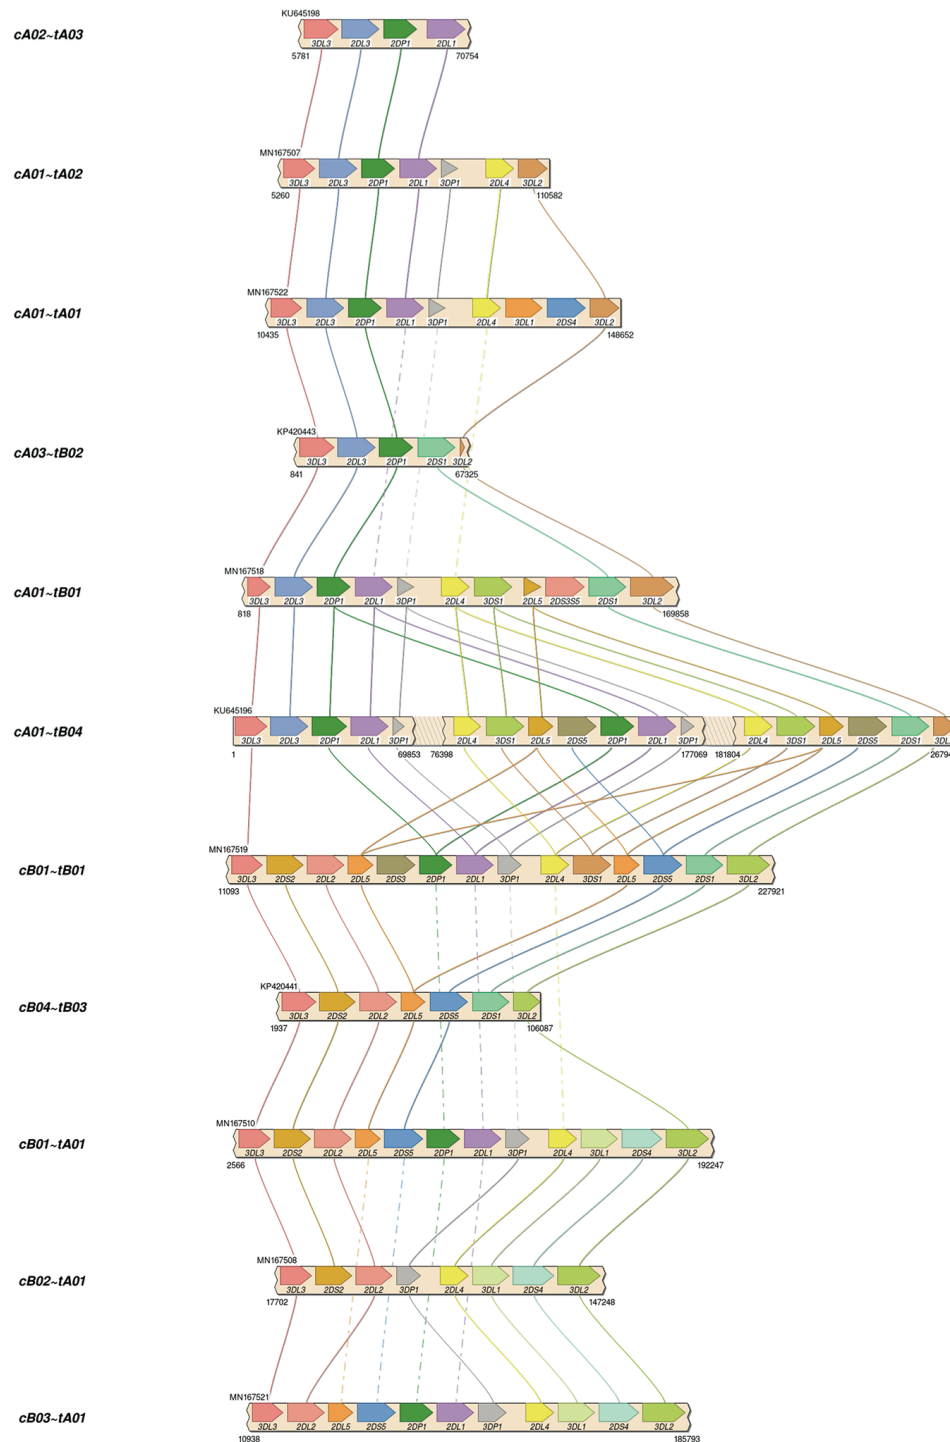 KU645198
cA02~tA03
3DL3 2DL3 2DP1 2DL1
5781 70754
MN167507
cA01~tA02
3DL3 2DL3 2DP1 2DL1 3DP1 2DL4 3DL2
5260 110582
MN167522
cA01~tA01
3DL3 2DL3 2DP1 2DL1 3DP1 2DL4 3DL1 2DS4 3DL2
10435 148652
KP420443
cA03~tB02
3DL3 2DL3 2DP1 2DS1 3DL2
841 67325
MN167518
cA01~tB01
3DL3 2DL3 2DP1 2DL1 3DP1 2DL4 3DS1 2DL5 2DS3S5 2DS1 3DL2
818 169858
KU645196
cA01~tB04
3DL3 2DL3 2DP1 2DL1 3DP1 2DL4 3DS1 2DL5 2DS5 2DP1 2DL1 3DP1 2DL4 3DS1 2DL5 2DS5 2DS1 3DL
1 69853 76398 177069 181804 26794
MN167519
cB01~tB01
3DL3 2DS2 2DL2 2DL5 2DS3 2DP1 2DL1 3DP1 2DL4 3DS1 2DL5 2DS5 2DS1 3DL2
11093 227921
KP420441
cB04~tB03
3DL3 2DS2 2DL2 2DL5 2DS5 2DS1 3DL2
1937 106087
MN167510
cB01~tA01
3DL3 2DS2 2DL2 2DL5 2DS5 2DP1 2DL1 3DP1 2DL4 3DL1 2DS4 3DL2
2566 192247
MN167508
cB02~tA01
3DL3 2DS2 2DL2 3DP1 2DL4 3DL1 2DS4 3DL2
17702 147248
MN167521
cB03~tA01
3DL3 2DL2 2DL5 2DS5 2DP1 2DL1 3DP1 2DL4 3DL1 2DS4 3DL2
10938 185793